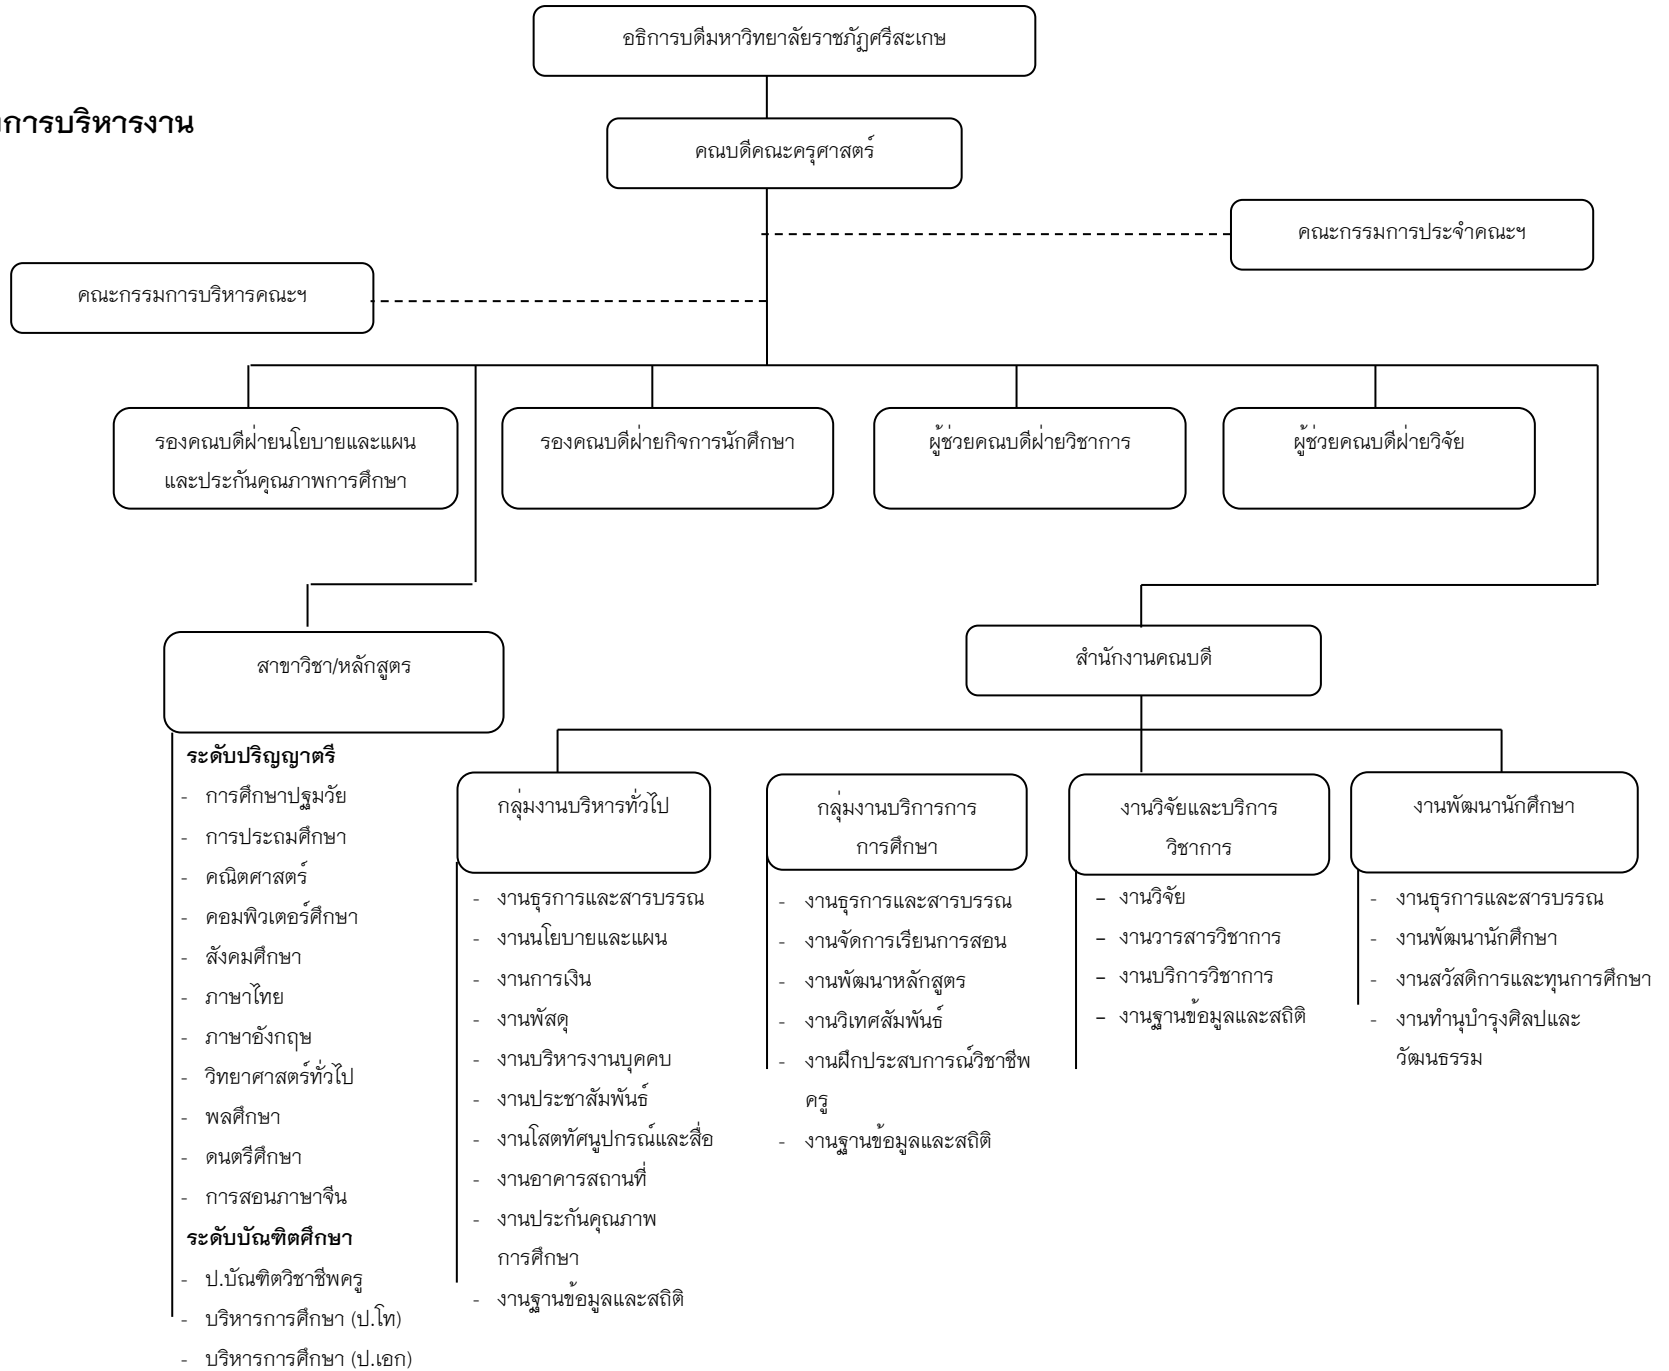 อธิการบดีมหาวิทยาลัยราชภัฏศรีสะเกษ
การบริหารงาน
คณบดีคณะครุศาสตร์
คณะกรรมการประจำคณะฯ
คณะกรรมการบริหารคณะฯ
รองคณบดีฝ่ายนโยบายและแผน
และประกันคุณภาพการศึกษา
รองคณบดีฝ่ายกิจการนักศึกษา
ผู้ช่วยคณบดีฝ่ายวิชาการ
ผู้ช่วยคณบดีฝ่ายวิจัย
สาขาวิชา/หลักสูตร
ระดับปริญญาตรี
- การศึกษาปฐมวัย
- การประถมศึกษา
- คณิตศาสตร์
- คอมพิวเตอร์ศึกษา
- สังคมศึกษา
- ภาษาไทย
- ภาษาอังกฤษ
- วิทยาศาสตร์ทั่วไป
- พลศึกษา
- ดนตรีศึกษา
- การสอนภาษาจีน
ระดับบัณฑิตศึกษา
- ป.บัณฑิตวิชาชีพครู
- บริหารการศึกษา (ป.โท)
- บริหารการศึกษา (ป.เอก)
สำนักงานคณบดี
กลุ่มงานบริหารทั่วไป
- งานธุรการและสารบรรณ
- งานนโยบายและแผน
- งานการเงิน
- งานพัสดุ
- งานบริหารงานบุคคบ
- งานประชาสัมพันธ์
- งานโสตทัศนูปกรณ์และสื่อ
- งานอาคารสถานที่
- งานประกันคุณภาพ
การศึกษา
- งานฐานข้อมูลและสถิติ
กลุ่มงานบริการการ
การศึกษา
- งานธุรการและสารบรรณ
- งานจัดการเรียนการสอน
- งานพัฒนาหลักสูตร
- งานวิเทศสัมพันธ์
- งานฝึกประสบการณ์วิชาชีพ
ครู
- งานฐานข้อมูลและสถิติ
งานวิจัยและบริการ
วิชาการ
– งานวิจัย
– งานวารสารวิชาการ
– งานบริการวิชาการ
– งานฐานข้อมูลและสถิติ
งานพัฒนานักศึกษา
- งานธุรการและสารบรรณ
- งานพัฒนานักศึกษา
- งานสวัสดิการและทุนการศึกษา
- งานทำนุบำรุงศิลปและ
วัฒนธรรม